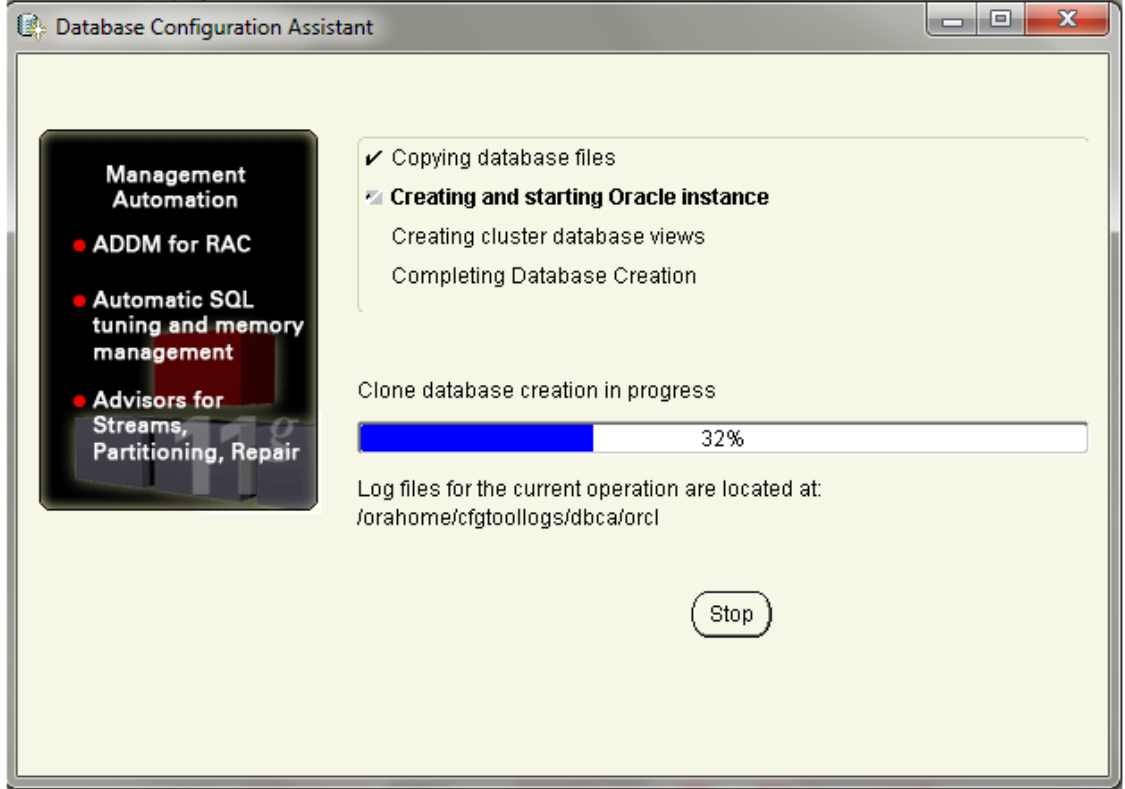 Database Configuration Assistant
Management
Automation
ADDM for RAC
Automatic SQL
tuning and memory
management
Advisors for
Streams,
Partitioning, Repair
11g
Copying database files
Creating and starting Oracle instance
Creating cluster database views
Completing Database Creation
Clone database creation in progress
32%
Log files for the current operation are located at:
/orahome/cfgtoollogs/dbca/orcl
Stop